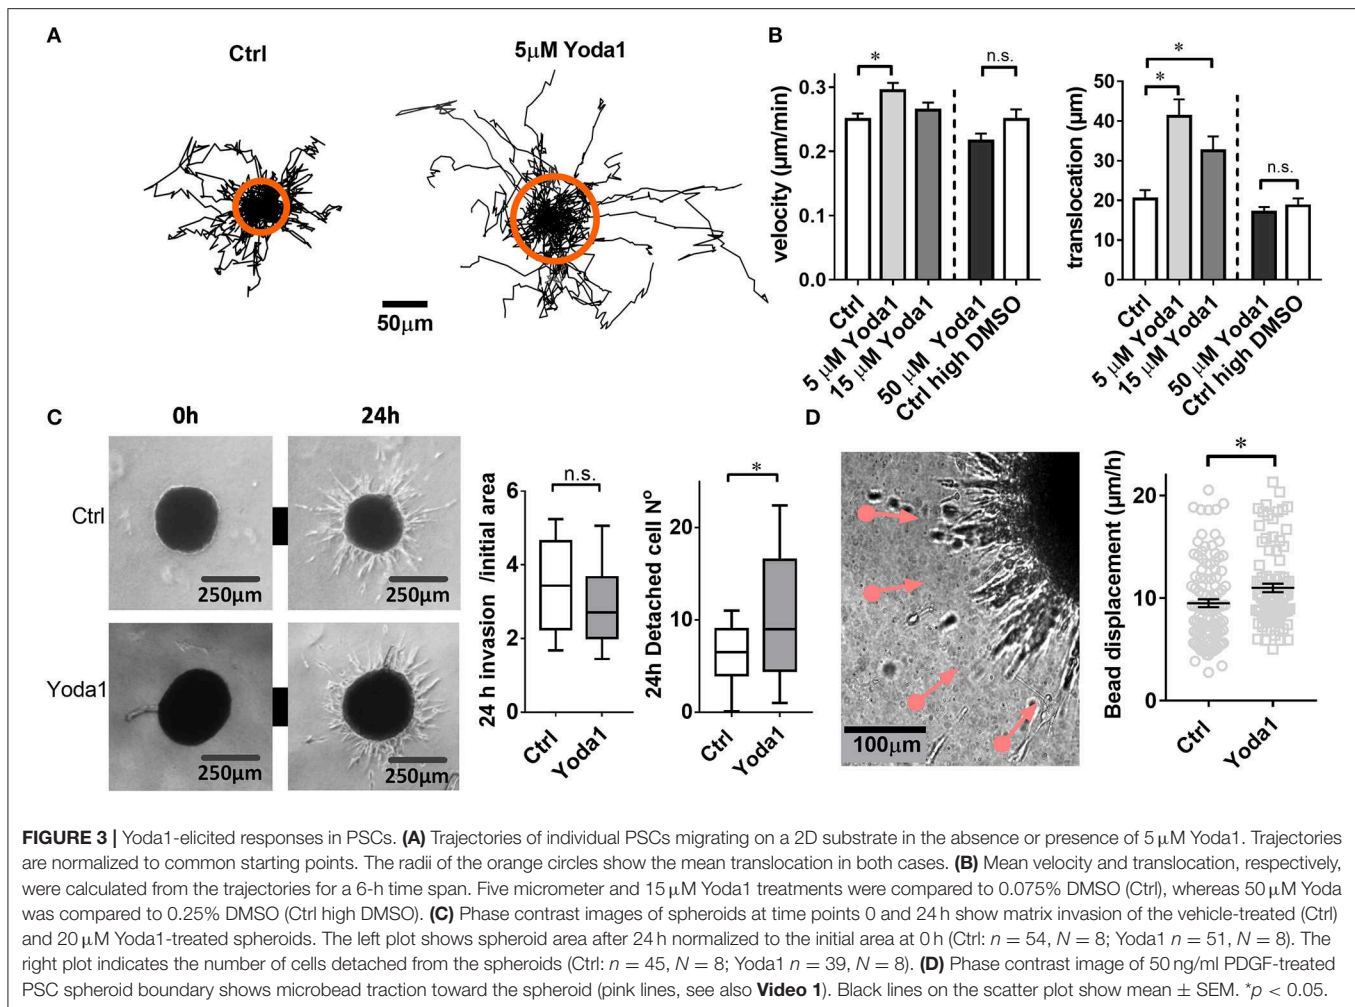 A
Ctrl
5μM Yoda1
50μm
B
velocity (μm/min)
0.3
0.2
0.1
0.0
*
n.s.
Ctrl
5 μM Yoda1
15 μM Yoda1
50 μM Yoda1
Ctrl high DMSO
translocation (μm)
50
40
30
20
10
0
*
*
n.s.
Ctrl
5 μM Yoda1
15 μM Yoda1
50 μM Yoda1
Ctrl high DMSO
C
0h
24h
Ctrl
250μm
250μm
Yoda1
250μm
250μm
24 h invasion /initial area
6
4
2
0
n.s.
Ctrl
Yoda1
24h Detached cell Nº
20
10
0
*
Ctrl
Yoda1
D
100μm
Bead displacement (μm/h)
20
10
0
*
Ctrl
Yoda1
FIGURE 3 | Yoda1-elicited responses in PSCs. (A) Trajectories of individual PSCs migrating on a 2D substrate in the absence or presence of 5 μM Yoda1. Trajectories
are normalized to common starting points. The radii of the orange circles show the mean translocation in both cases. (B) Mean velocity and translocation, respectively,
were calculated from the trajectories for a 6-h time span. Five micrometer and 15 μM Yoda1 treatments were compared to 0.075% DMSO (Ctrl), whereas 50 μM Yoda
was compared to 0.25% DMSO (Ctrl high DMSO). (C) Phase contrast images of spheroids at time points 0 and 24 h show matrix invasion of the vehicle-treated (Ctrl)
and 20 μM Yoda1-treated spheroids. The left plot shows spheroid area after 24 h normalized to the initial area at 0 h (Ctrl: n = 54, N = 8; Yoda1 n = 51, N = 8). The
right plot indicates the number of cells detached from the spheroids (Ctrl: n = 45, N = 8; Yoda1 n = 39, N = 8). (D) Phase contrast image of 50 ng/ml PDGF-treated
PSC spheroid boundary shows microbead traction toward the spheroid (pink lines, see also Video 1). Black lines on the scatter plot show mean ± SEM. *p < 0.05.